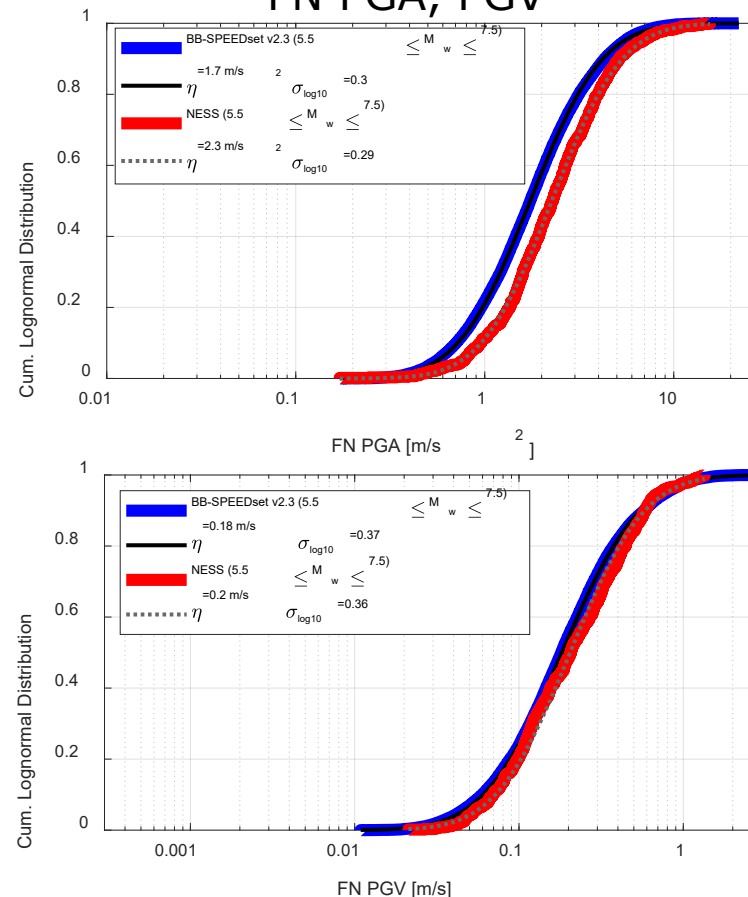 FN PGA, PGV
1
0.8
0.6
0.4
0.2
0
Cum. Lognormal Distribution
BB-SPEEDset v2.3 (5.5 ≤ M w ≤ 7.5)
η =1.7 m/s 2 σ log10 =0.3
NESS (5.5 ≤ M w ≤ 7.5)
η =2.3 m/s 2 σ log10 =0.29
0.01 0.1 1 10
FN PGA [m/s 2 ]
1
0.8
0.6
0.4
0.2
0
Cum. Lognormal Distribution
BB-SPEEDset v2.3 (5.5 ≤ M w ≤ 7.5)
η =0.18 m/s σ log10 =0.37
NESS (5.5 ≤ M w ≤ 7.5)
η =0.2 m/s σ log10 =0.36
0.001 0.01 0.1 1
FN PGV [m/s]